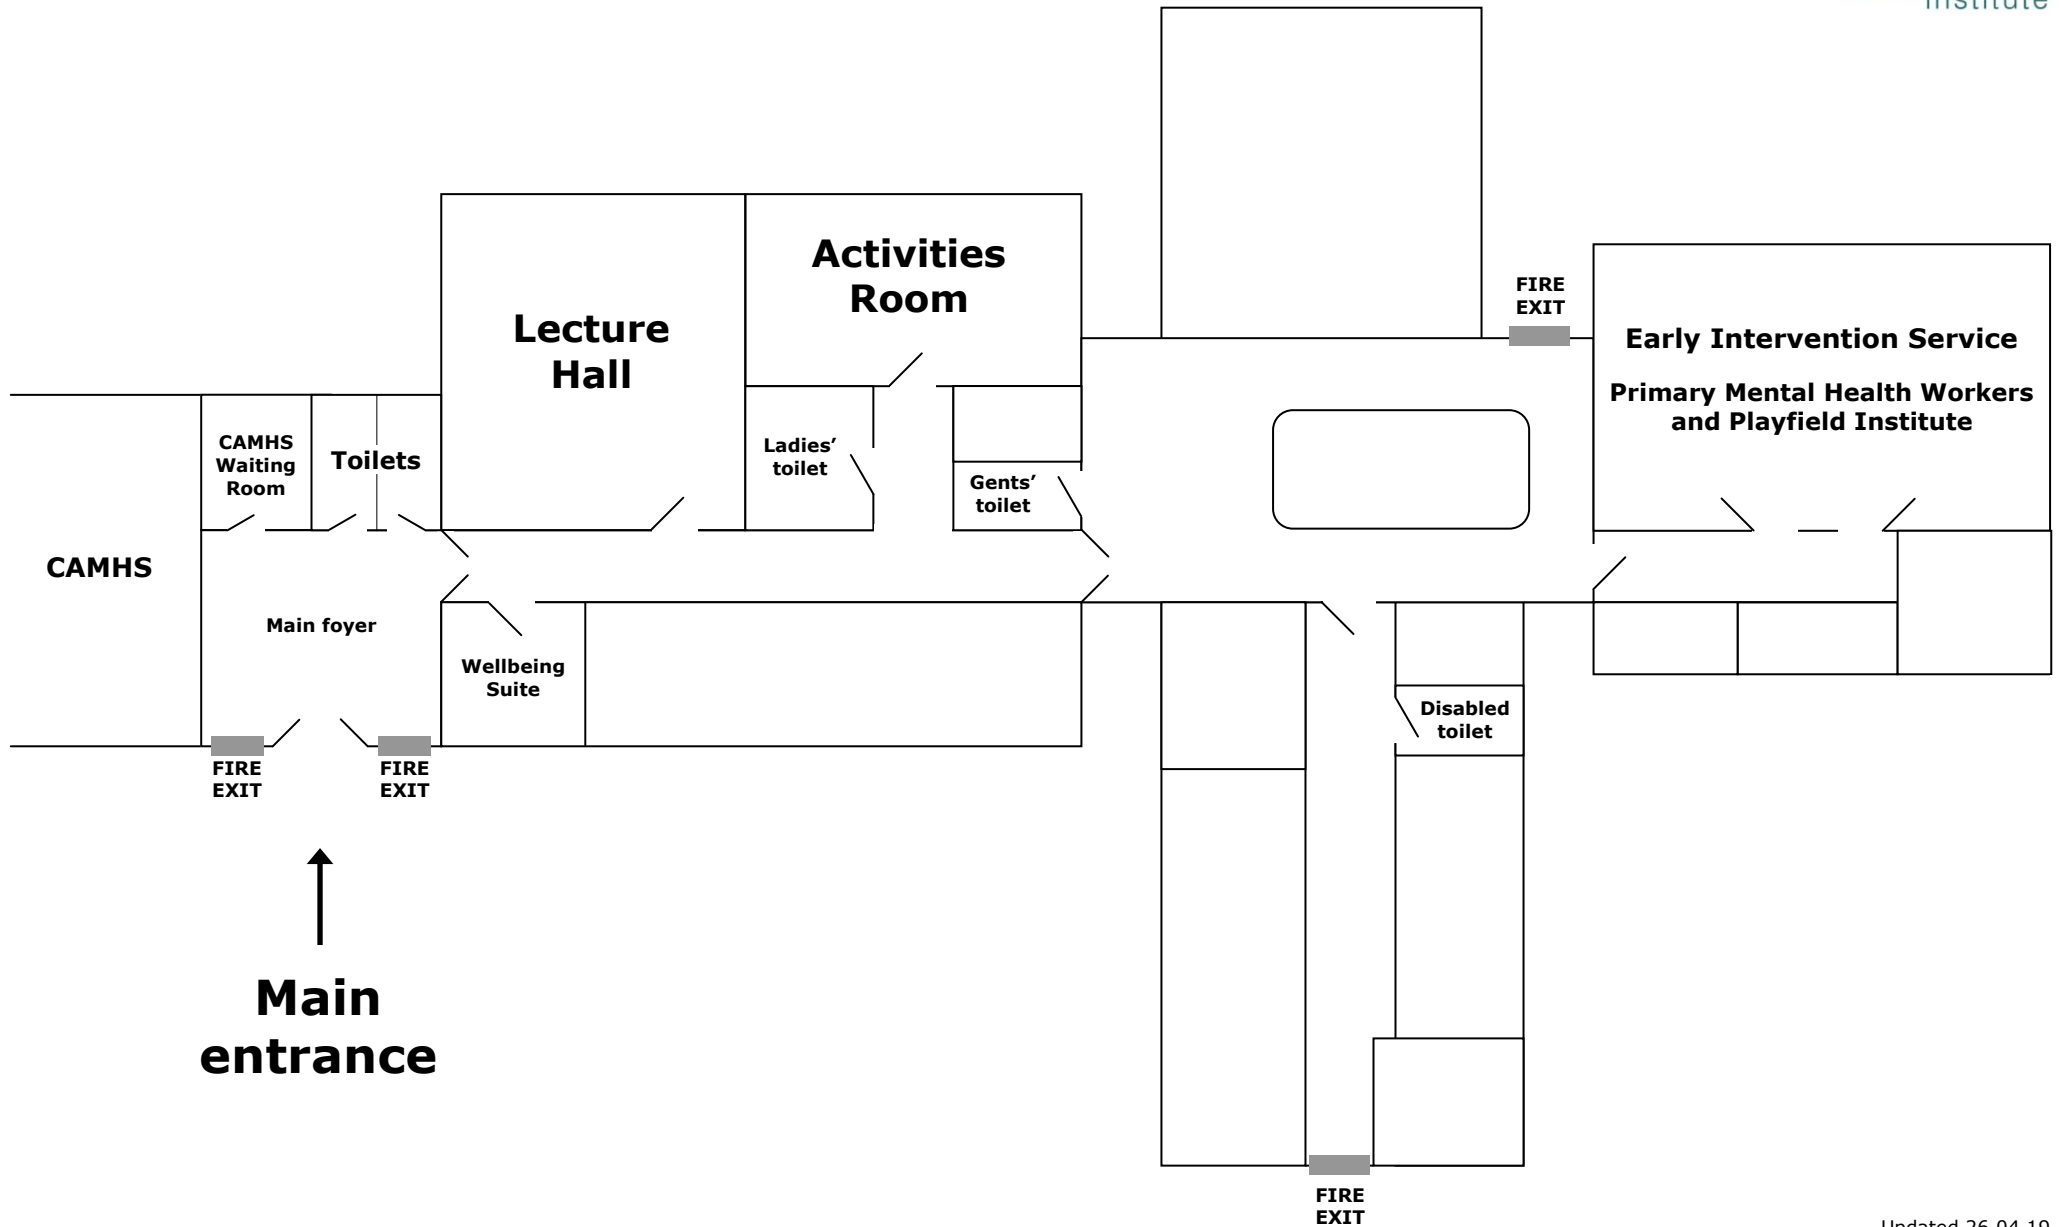 institute
Activities
Room
Lecture
Hall
FIRE
EXIT
Early Intervention Service
Primary Mental Health Workers
and Playfield Institute
CAMHS
Waiting
Room
Toilets
Ladies’
toilet
Gents’
toilet
CAMHS
Main foyer
Wellbeing
Suite
Disabled
toilet
FIRE
EXIT
FIRE
EXIT
Main
entrance
FIRE
EXIT
Updated 26.04.19